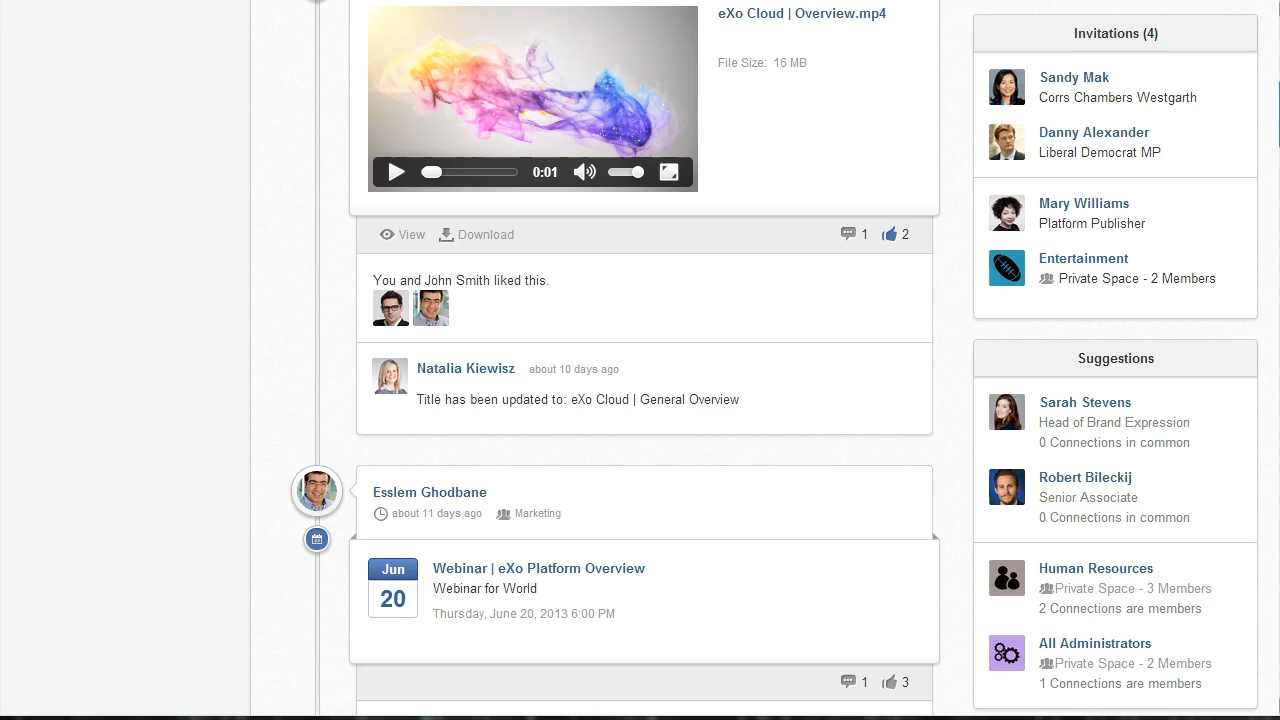 eXo Cloud | Overview.mp4
File Size: 16 MB
0:01
View
Download
1
2
You and John Smith liked this.
Natalia Kiewisz about 10 days ago
Title has been updated to: eXo Cloud | General Overview
Esslem Ghodbane
about 11 days ago Marketing
Jun
20
Webinar | eXo Platform Overview
Webinar for World
Thursday, June 20, 2013 6:00 PM
1
3
Invitations (4)
Sandy Mak
Corrs Chambers Westgarth
Danny Alexander
Liberal Democrat MP
Mary Williams
Platform Publisher
Entertainment
Private Space - 2 Members
Suggestions
Sarah Stevens
Head of Brand Expression
0 Connections in common
Robert Bileckij
Senior Associate
0 Connections in common
Human Resources
Private Space - 3 Members
2 Connections are members
All Administrators
Private Space - 2 Members
1 Connections are members